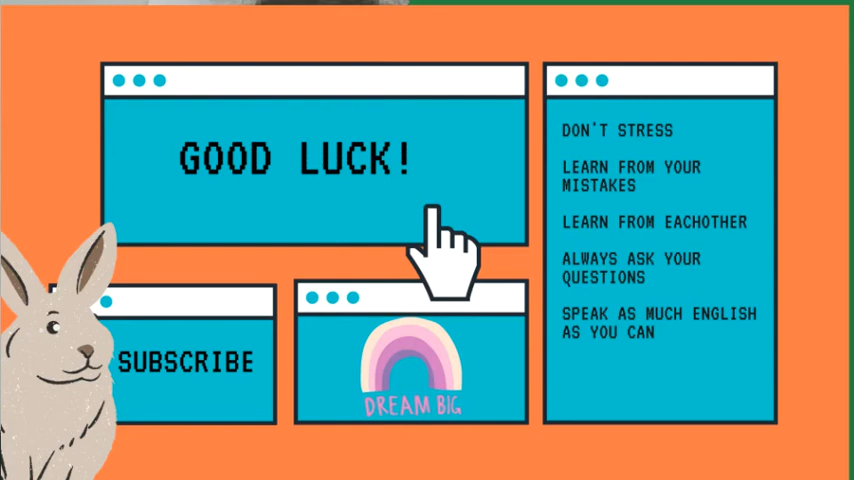 GOOD LUCK!
DON'T STRESS
LEARN FROM YOUR
MISTAKES
LEARN FROM EACHOTHER
ALWAYS ASK YOUR
QUESTIONS
SPEAK AS MUCH ENGLISH
AS YOU CAN
SUBSCRIBE
DREAM BIG